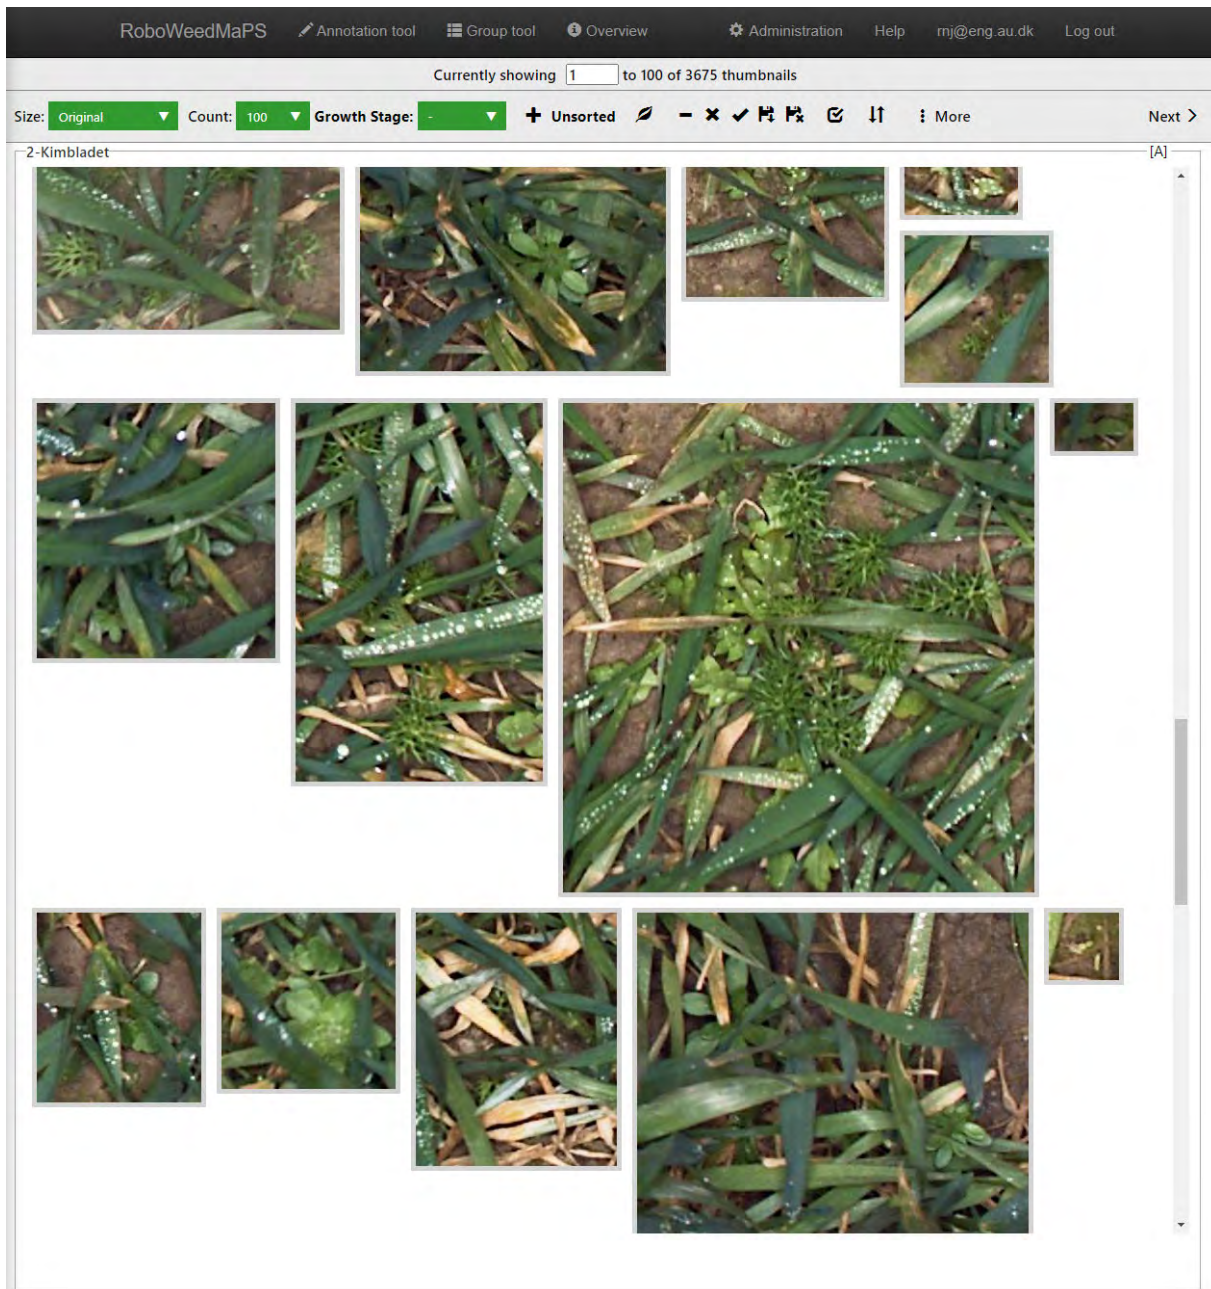 RoboWeedMaPS Annotation tool Group tool Overview Administration Help mj@eng.au.dk Log out
Currently showing 1 to 100 of 3675 thumbnails
Size: Original Count: 100 Growth Stage: - Unsorted More Next >
2-Kimbladet [A]